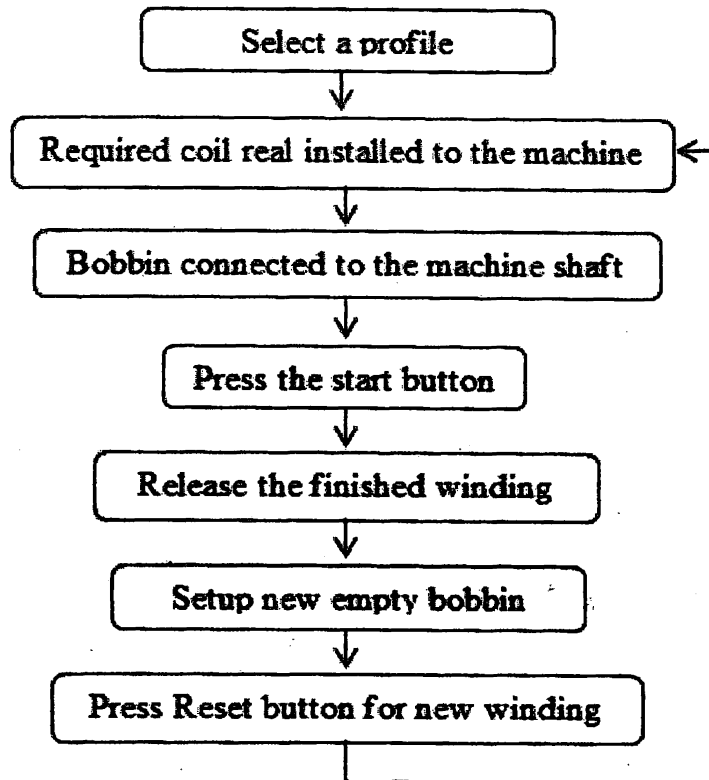 Select a profile
Required coil real installed to the machine
Bobbin connected to the machine shaft
Press the start button
Release the finished winding
Setup new empty bobbin
Press Reset button for new winding